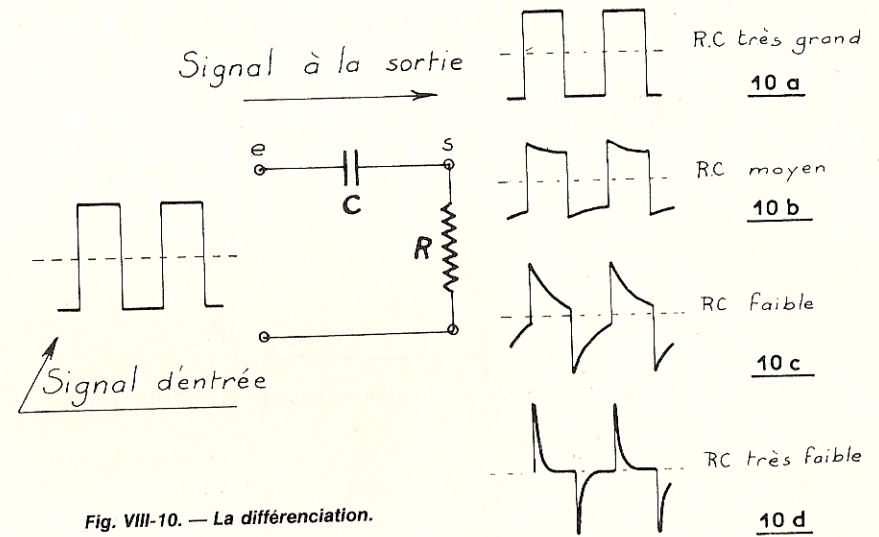 Signal à la sortie
R.C très grand
10 a
e
s
C
R
R.C moyen
10 b
RC faible
10 c
Signal d'entrée
RC très faible
10 d
Fig. VIII-10. — La différenciation.